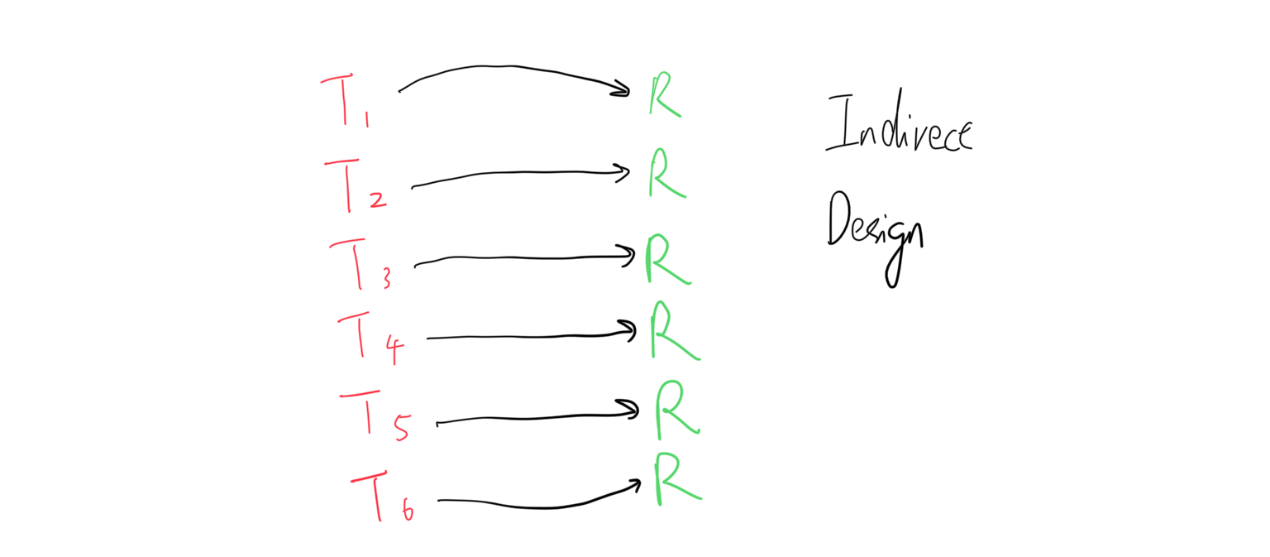 T₁ R
T₂ R
T₃ R
T₄ R
T₅ R
T₆ R
Indirect
Design